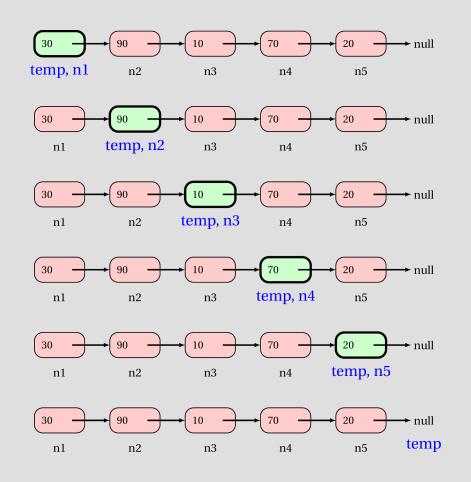 30 90 10 70 20 null
temp, n1 n2 n3 n4 n5
30 90 10 70 20 null
n1 temp, n2 n3 n4 n5
30 90 10 70 20 null
n1 n2 temp, n3 n4 n5
30 90 10 70 20 null
n1 n2 n3 temp, n4 n5
30 90 10 70 20 null
n1 n2 n3 n4 temp, n5
30 90 10 70 20 null
n1 n2 n3 n4 n5 temp